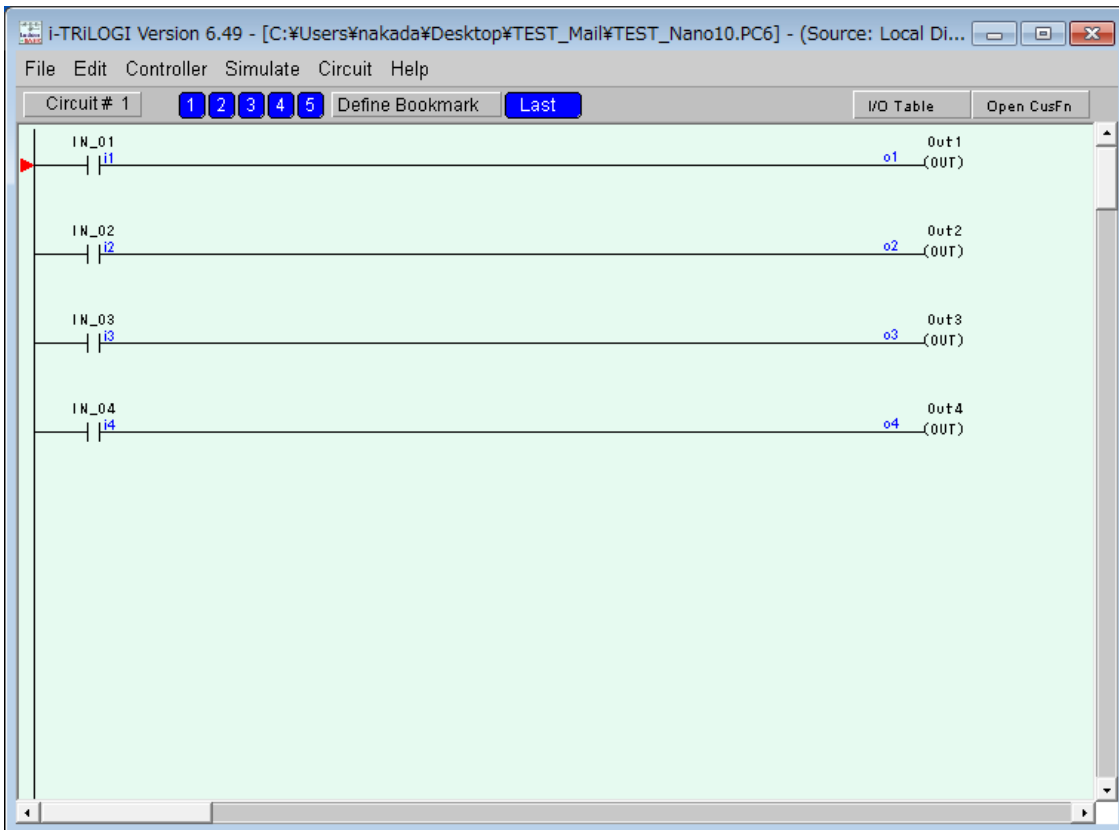 i-TRiLOGI Version 6.49 - [C:¥Users¥nakada¥Desktop¥TEST_Mail¥TEST_Nano10.PC6] - (Source: Local Di...
File Edit Controller Simulate Circuit Help
Circuit# 1 1 2 3 4 5 Define Bookmark Last I/O Table Open CusFn
IN_01 Out1
i1 o1 (OUT)
IN_02 Out2
i2 o2 (OUT)
IN_03 Out3
i3 o3 (OUT)
IN_04 Out4
i4 o4 (OUT)